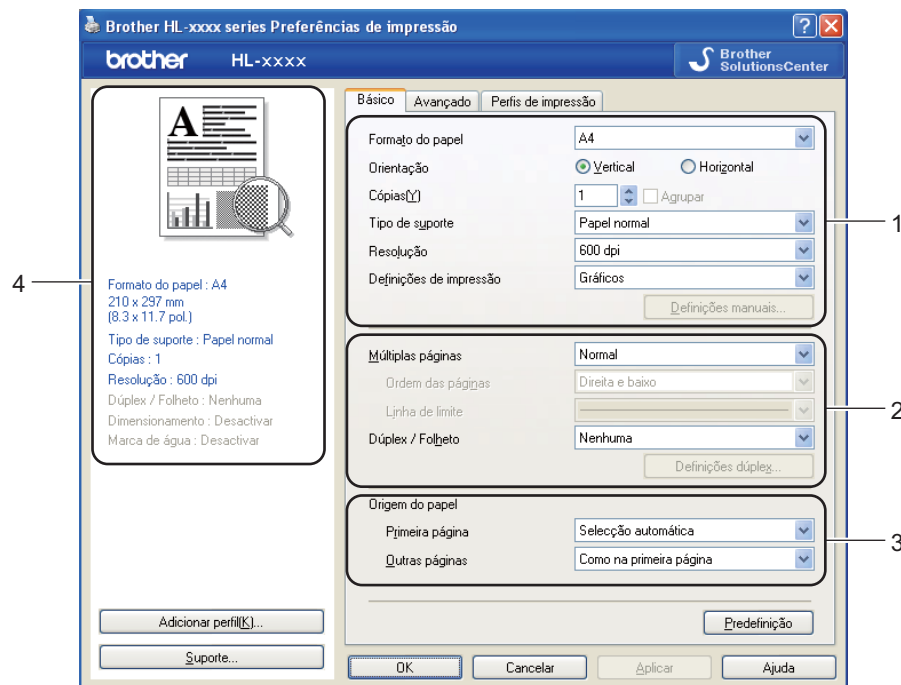 Brother HL-xxxx series Preferências de impressão
brother HL-xxxx
Brother
SolutionsCenter
Básico Avançado Perfis de impressão
Formato do papel A4
Orientação Vertical Horizontal
Cópias(Y) 1 Agrupar
Tipo de suporte Papel normal
Resolução 600 dpi
Definições de impressão Gráficos
Definições manuais...
1
Múltiplas páginas Normal
Ordem das páginas Direita e baixo
Linha de limite
Dúplex / Folheto Nenhuma
Definições dúplex...
2
Origem do papel
Primeira página Selecção automática
Outras páginas Como na primeira página
3
Predefinição
A
4
Formato do papel : A4
210 x 297 mm
(8.3 x 11.7 pol.)
Tipo de suporte : Papel normal
Cópias : 1
Resolução : 600 dpi
Dúplex / Folheto : Nenhuma
Dimensionamento : Desactivar
Marca de água : Desactivar
Adicionar perfil(K)...
Suporte...
OK Cancelar Aplicar Ajuda